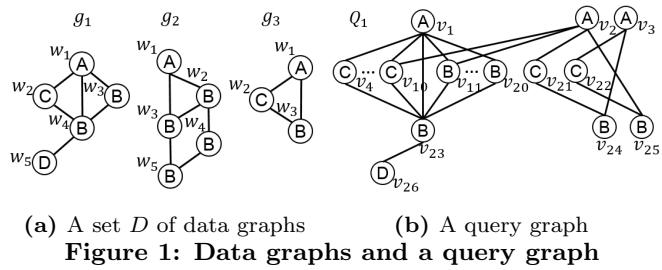 g₁ g₂ g₃ Q₁
w₁ A w₂ C w₃ B w₄ B w₅ D
w₁ A w₂ B w₃ B w₄ B w₅ B
w₁ A w₂ C w₃ B
A v₁ A v₂ A v₃
C v₄ ... C v₁₀ B v₁₁ ... B v₂₀ C v₂₁ C v₂₂
B v₂₃ B v₂₄ B v₂₅
D v₂₆
(a) A set D of data graphs (b) A query graph
Figure 1: Data graphs and a query graph